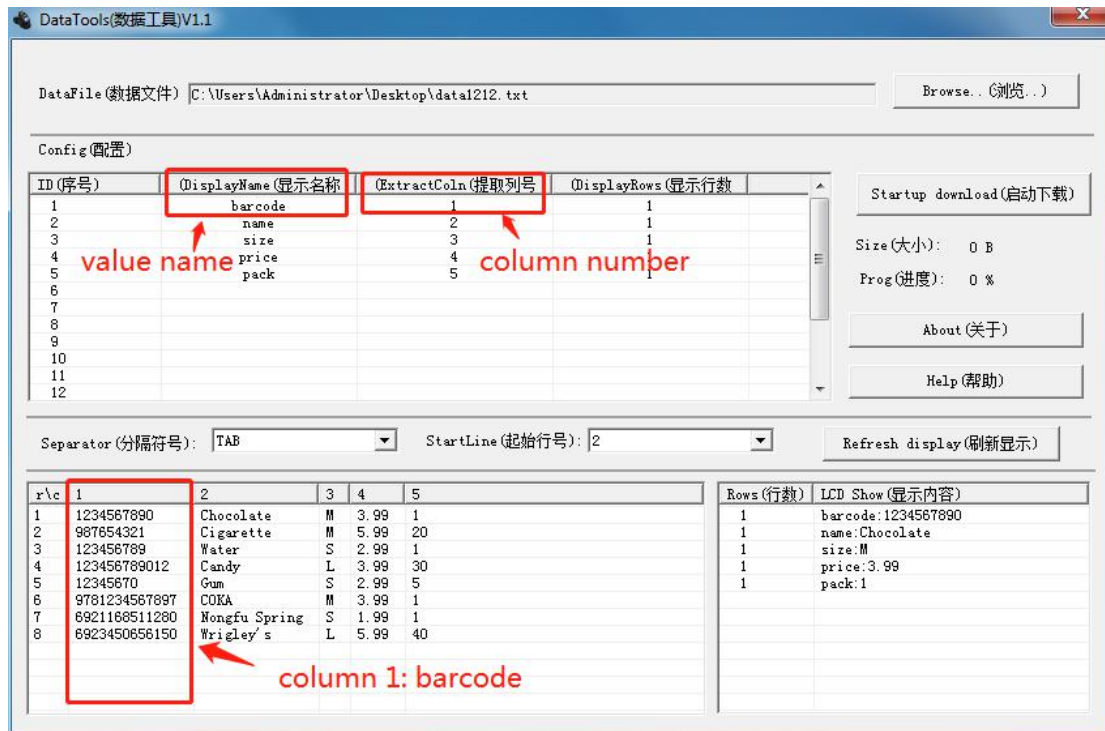 DataTools(数据工具)V1.1
DataFile(数据文件) C:\Users\Administrator\Desktop\data1212.txt Browse..(浏览..)
Config(配置)
ID(序号) (DisplayName(显示名称 (ExtractColn(提取列号 (DisplayRows(显示行数
1 barcode 1 1
2 name 2 1
3 size 3 1
4 price 4 1
5 pack 5 1
6
7
8
9
10
11
12
value name
column number
Startup download(启动下载)
Size(大小): 0 B
Prog(进度): 0 %
About(关于)
Help(帮助)
Separator(分隔符号): TAB StartLine(起始行号): 2 Refresh display(刷新显示)
r\c 1 2 3 4 5
1 1234567890 Chocolate M 3.99 1
2 987654321 Cigarette M 5.99 20
3 123456789 Water S 2.99 1
4 123456789012 Candy L 3.99 30
5 12345670 Gum S 2.99 5
6 9781234567897 COKA M 3.99 1
7 6921168511280 Nongfu Spring S 1.99 1
8 6923450656150 Wrigley's L 5.99 40
column 1: barcode
Rows(行数) LCD Show(显示内容)
1 barcode:1234567890
1 name:Chocolate
1 size:M
1 price:3.99
1 pack:1